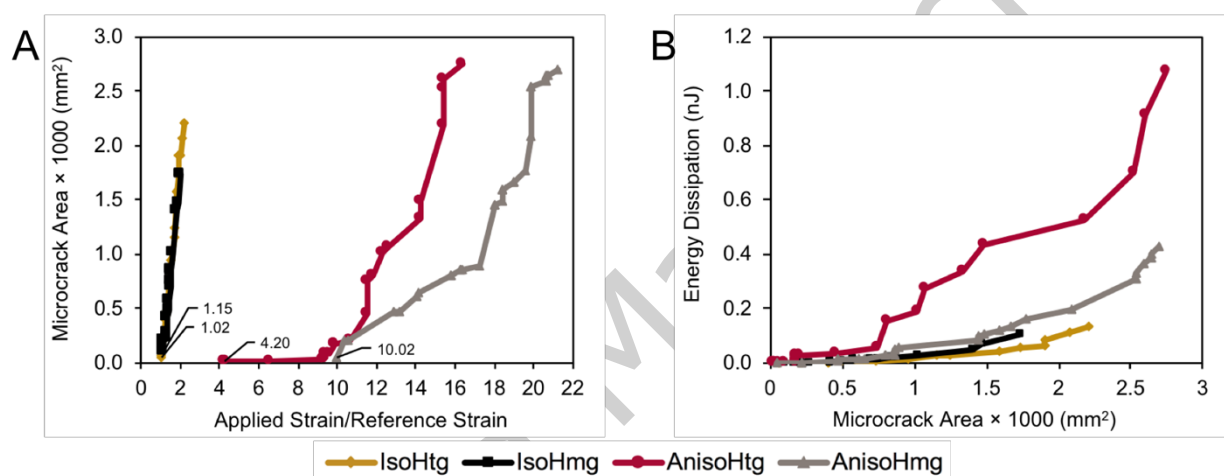 A
Microcrack Area × 1000 (mm²)
3.0
2.5
2.0
1.5
1.0
0.5
0.0
1.15
1.02
4.20
10.02
0 2 4 6 8 10 12 14 16 18 20 22
Applied Strain/Reference Strain
B
Energy Dissipation (nJ)
1.2
1.0
0.8
0.6
0.4
0.2
0.0
0 0.5 1 1.5 2 2.5 3
Microcrack Area × 1000 (mm²)
IsoHtg IsoHmg AnisoHtg AnisoHmg